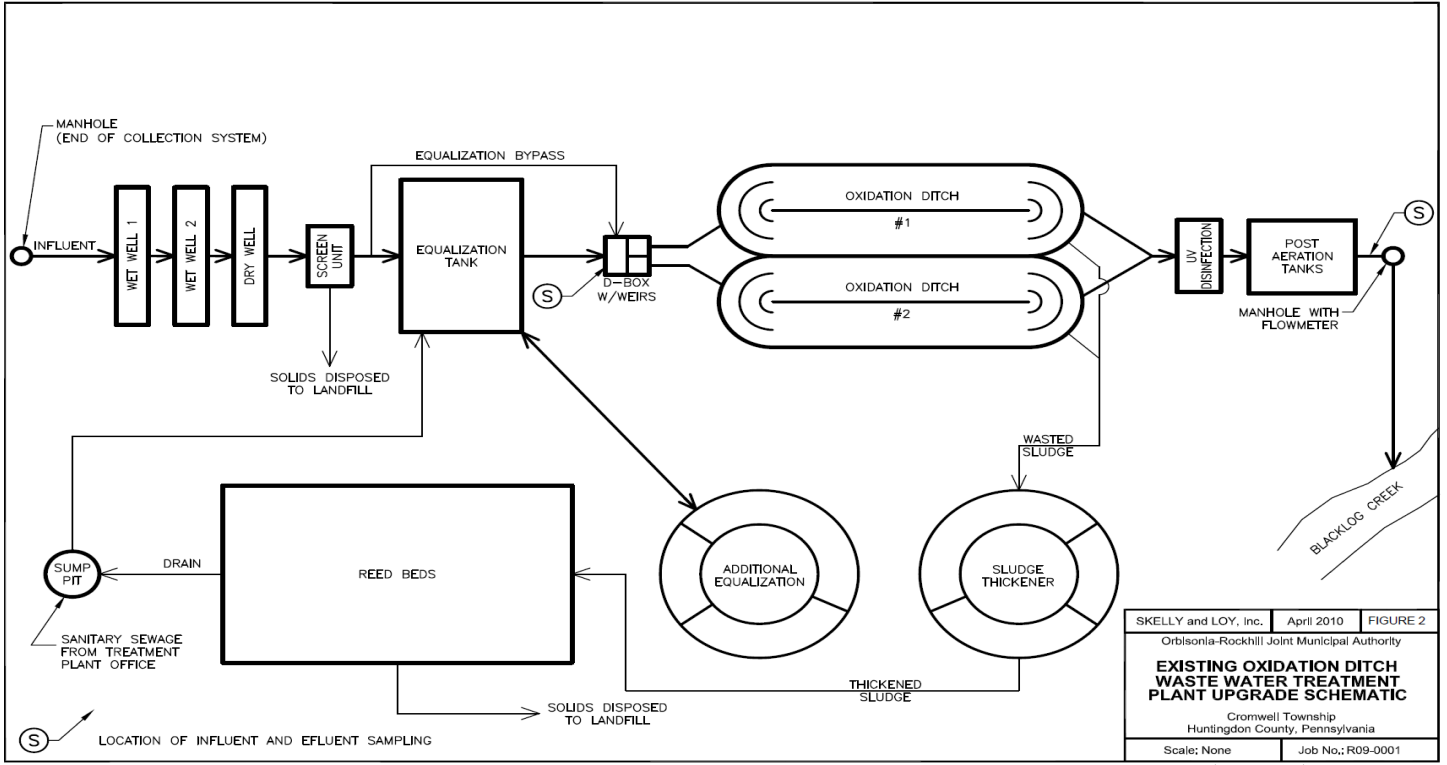 MANHOLE
(END OF COLLECTION SYSTEM)
EQUALIZATION BYPASS
INFLUENT
WET WELL 1
WET WELL 2
DRY WELL
SCREEN
UNIT
EQUALIZATION
TANK
S
D-BOX
W/WEIRS
OXIDATION DITCH
#1
OXIDATION DITCH
#2
UV
DISINFECTION
POST
AERATION
TANKS
S
MANHOLE WITH
FLOWMETER
SOLIDS DISPOSED
TO LANDFILL
WASTED
SLUDGE
BLACKLOG CREEK
SUMP
PIT
DRAIN
REED BEDS
ADDITIONAL
EQUALIZATION
SLUDGE
THICKENER
SANITARY SEWAGE
FROM TREATMENT
PLANT OFFICE
THICKENED
SLUDGE
SOLIDS DISPOSED
TO LANDFILL
S
LOCATION OF INFLUENT AND EFLUENT SAMPLING
SKELLY and LOY, Inc. April 2010 FIGURE 2
Orbisonia-Rockhill Joint Municipal Authority
EXISTING OXIDATION DITCH
WASTE WATER TREATMENT
PLANT UPGRADE SCHEMATIC
Cromwell Township
Huntingdon County, Pennsylvania
Scale: None Job No.: R09-0001